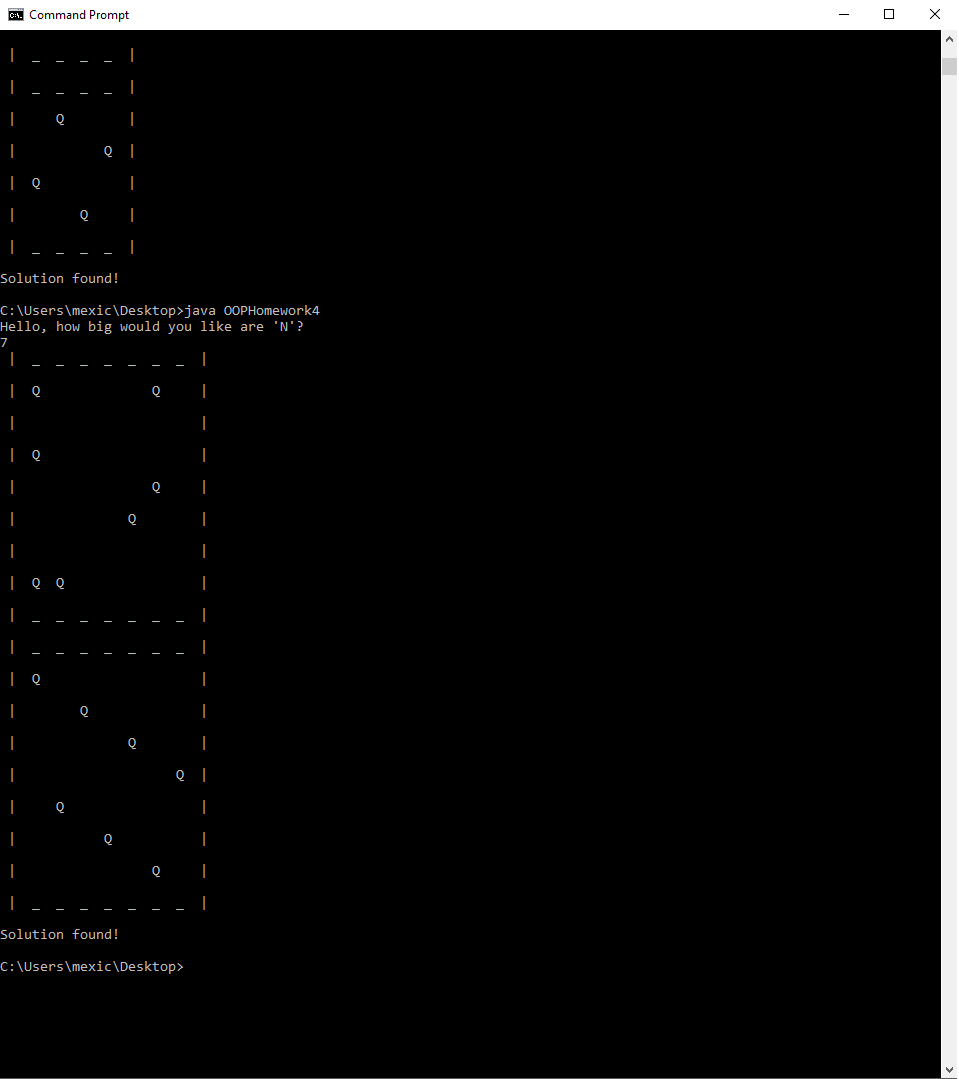 Command Prompt
|  _  _  _  _  |
|  _  _  _  _  |
|     Q        |
|           Q  |
|  Q           |
|        Q     |
|  _  _  _  _  |
Solution found!
C:\Users\mexic\Desktop>java OOPHomework4
Hello, how big would you like are 'N'?
7
|  _  _  _  _  _  _  _  |
|  Q              Q     |
|                       |
|  Q                    |
|                 Q     |
|              Q        |
|                       |
|  Q  Q                 |
|  _  _  _  _  _  _  _  |
|  _  _  _  _  _  _  _  |
|  Q                    |
|        Q              |
|              Q        |
|                    Q  |
|     Q                 |
|           Q           |
|                 Q     |
|  _  _  _  _  _  _  _  |
Solution found!
C:\Users\mexic\Desktop>